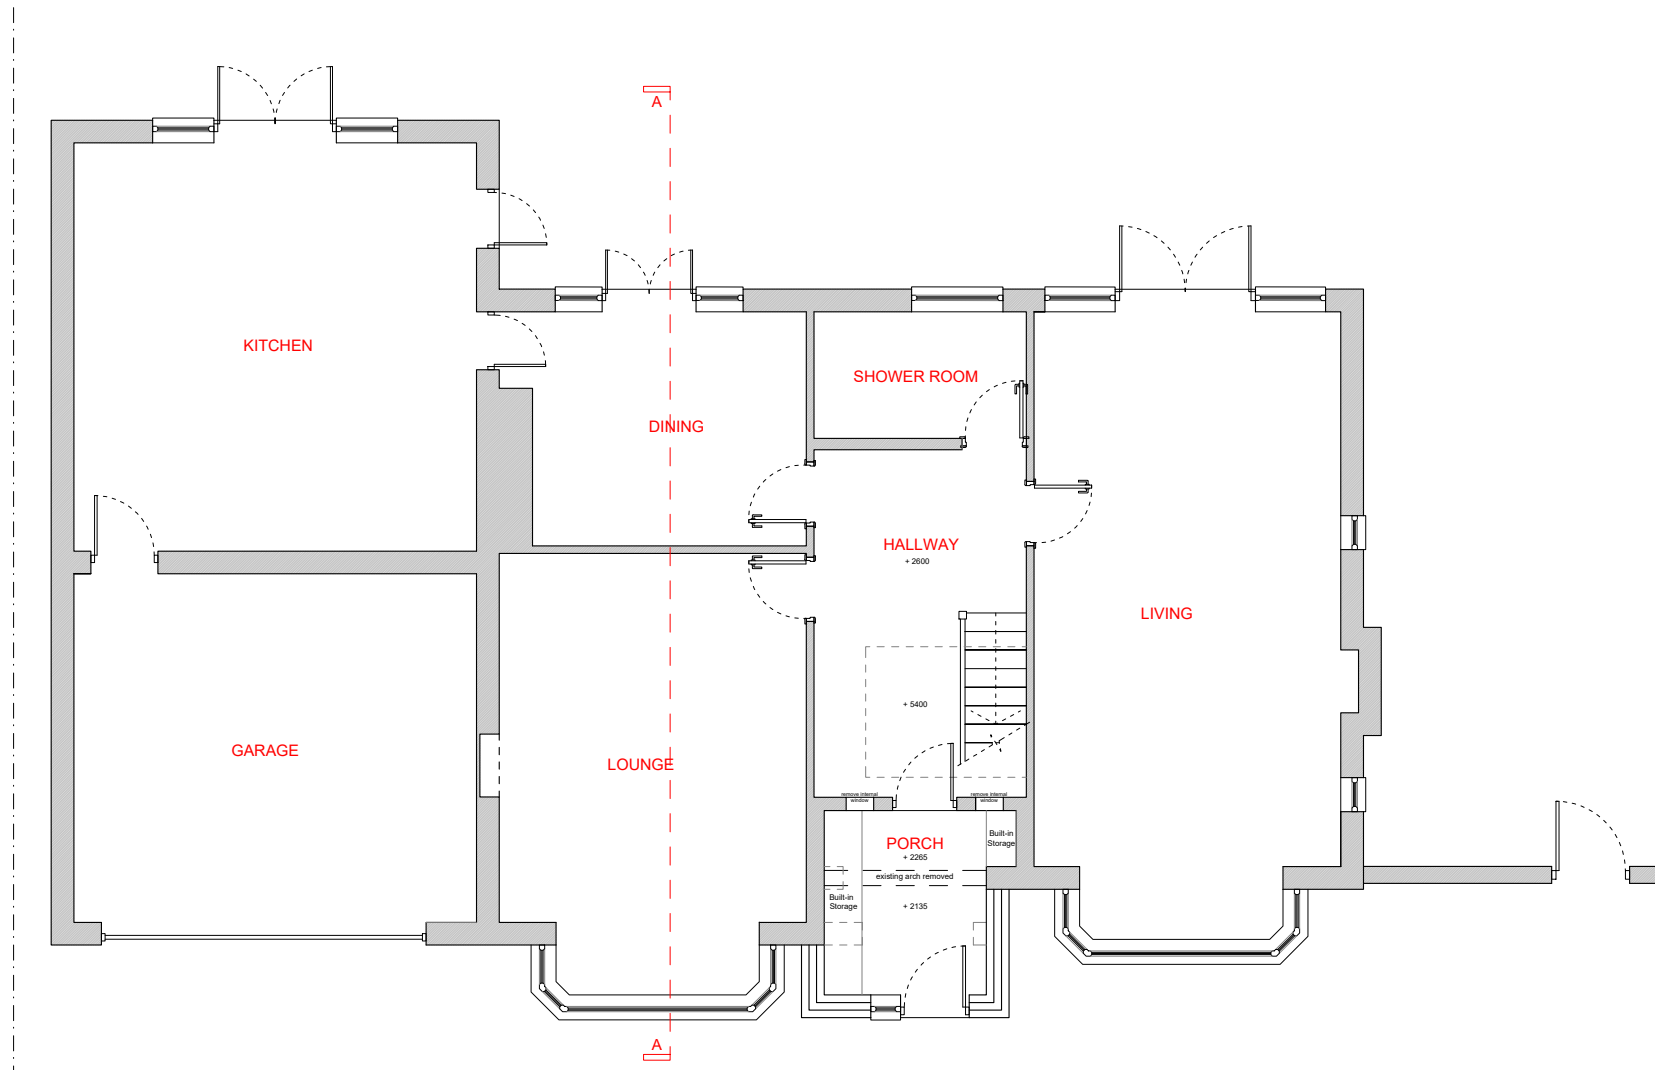 A
KITCHEN
SHOWER ROOM
DINING
HALLWAY
+ 2600
LIVING
+ 5400
GARAGE
LOUNGE
remove internal
window
remove internal
window
PORCH
+ 2265
Built-in
Storage
existing arch removed
Built-in
Storage
+ 2135
A